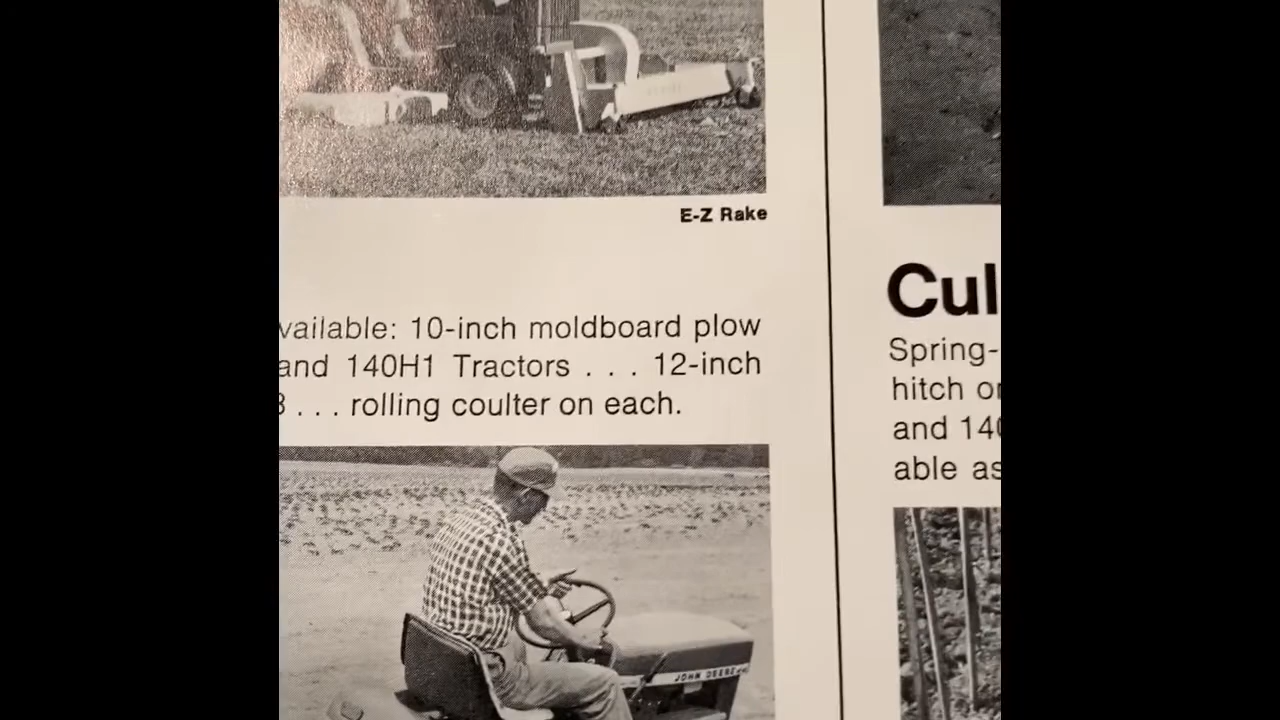 E-Z Rake
vailable: 10-inch moldboard plow
and 140H1 Tractors . . . 12-inch
. . . rolling coulter on each.
JOHN DEERE
Cul
Spring-
hitch or
and 140
able as